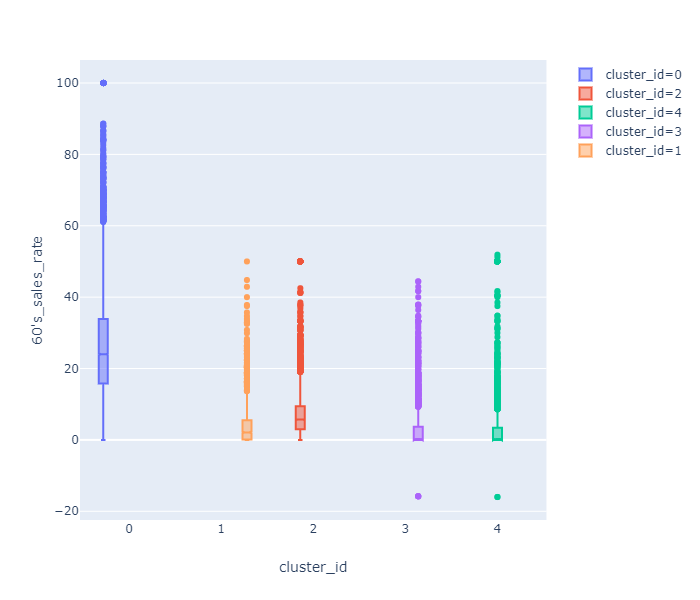 100
80
60
40
20
0
−20
60's_sales_rate
0
1
2
3
4
cluster_id
cluster_id=0
cluster_id=2
cluster_id=4
cluster_id=3
cluster_id=1